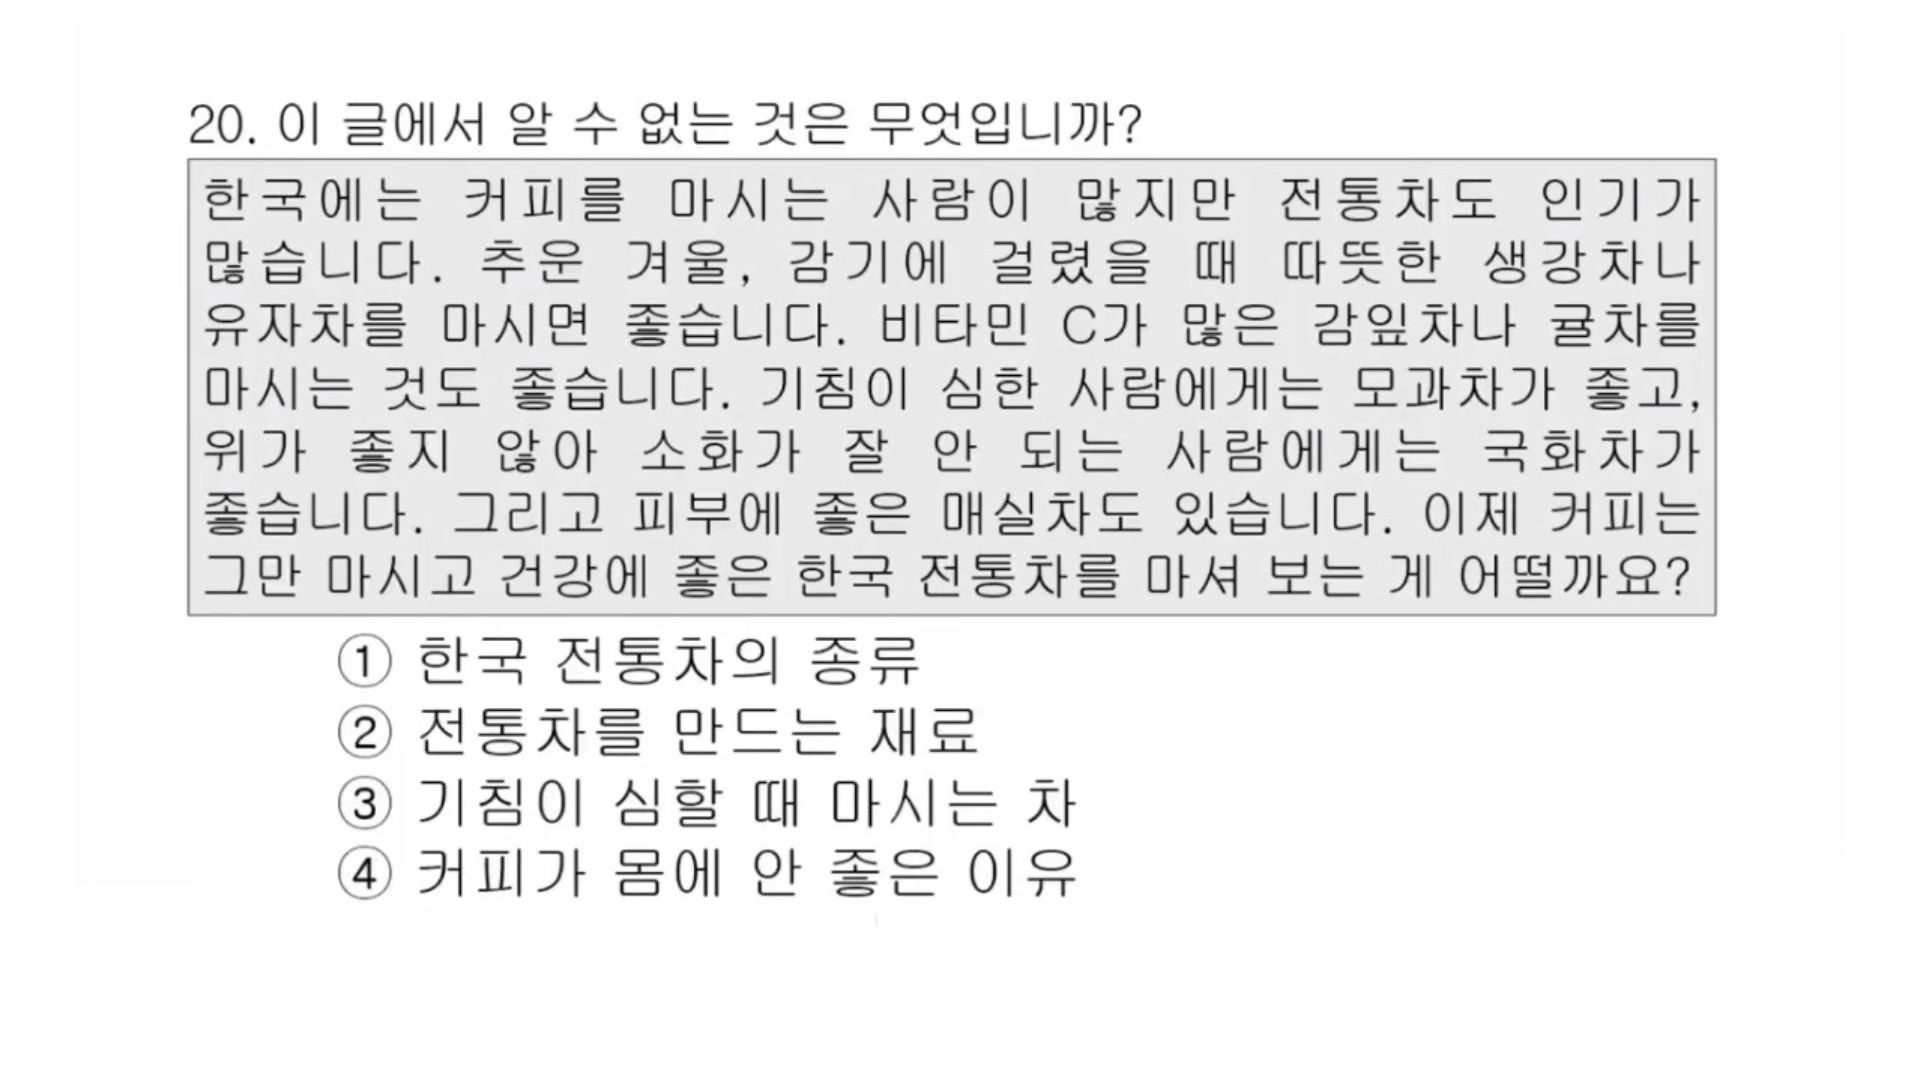 20. 이 글에서 알 수 없는 것은 무엇입니까?
한국에는 커피를 마시는 사람이 많지만 전통차도 인기가
많습니다. 추운 겨울, 감기에 걸렸을 때 따뜻한 생강차나
유자차를 마시면 좋습니다. 비타민 C가 많은 감잎차나 귤차를
마시는 것도 좋습니다. 기침이 심한 사람에게는 모과차가 좋고,
위가 좋지 않아 소화가 잘 안 되는 사람에게는 국화차가
좋습니다. 그리고 피부에 좋은 매실차도 있습니다. 이제 커피는
그만 마시고 건강에 좋은 한국 전통차를 마셔 보는 게 어떨까요?
① 한국 전통차의 종류
② 전통차를 만드는 재료
③ 기침이 심할 때 마시는 차
④ 커피가 몸에 안 좋은 이유